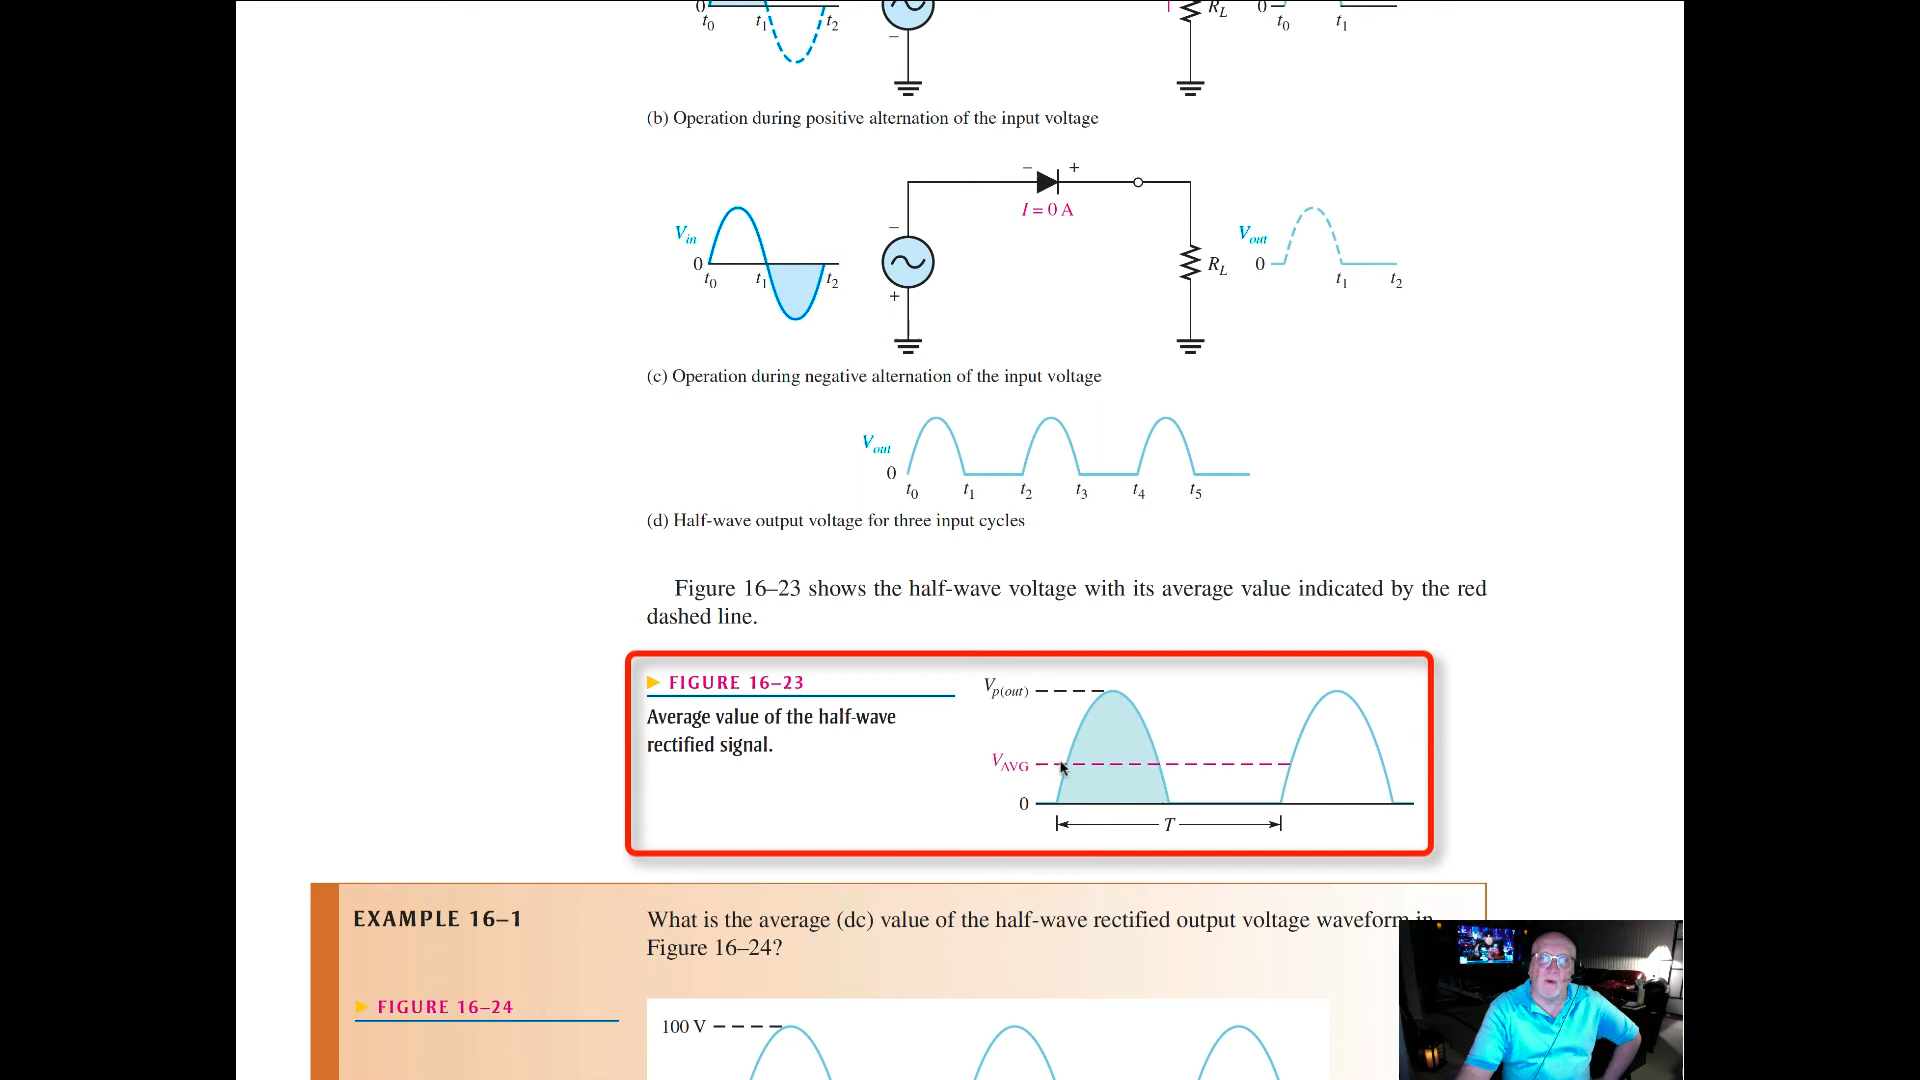 0
t0 t1 t2
−
RL
0
t0 t1
(b) Operation during positive alternation of the input voltage
− +
I = 0 A
Vin
0
t0 t1 t2
−
+
RL
Vout
0
t1 t2
(c) Operation during negative alternation of the input voltage
Vout
0
t0 t1 t2 t3 t4 t5
(d) Half-wave output voltage for three input cycles
Figure 16–23 shows the half-wave voltage with its average value indicated by the red
dashed line.
FIGURE 16–23
Average value of the half-wave
rectified signal.
Vp(out)
VAVG
0
T
EXAMPLE 16–1
What is the average (dc) value of the half-wave rectified output voltage waveform in
Figure 16–24?
FIGURE 16–24
100 V